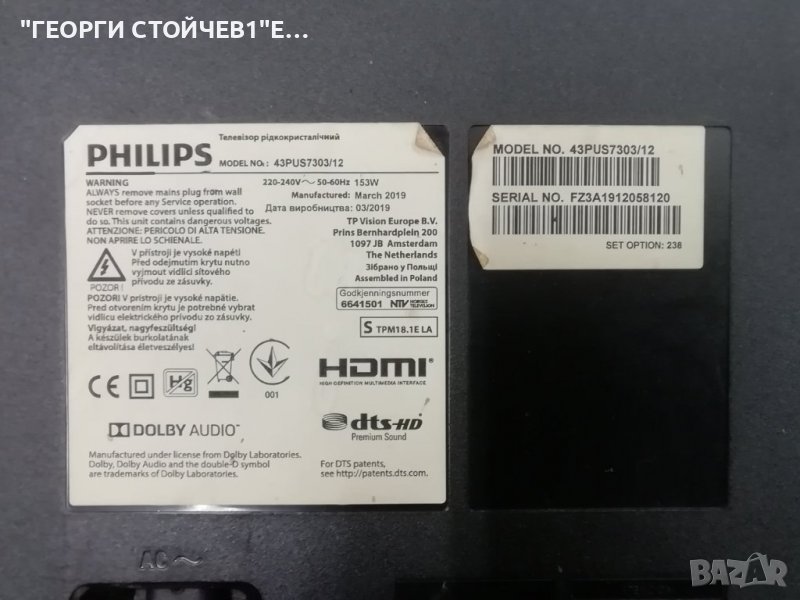 "ГЕОРГИ СТОЙЧЕВ1"Е...
Телевізор рідкокристалічний
PHILIPS MODEL NO.: 43PUS7303/12
WARNING
ALWAYS remove mains plug from wall
socket before any Service operation.
NEVER remove covers unless qualified to
do so. This unit contains dangerous voltages.
ATTENZIONE: PERICOLO DI ALTA TENSIONE.
NON APRIRE LO SCHIENALE.
220-240V ~ 50-60Hz 153W
Manufactured: March 2019
Дата виробництва: 03/2019
TP Vision Europe B.V.
Prins Bernhardplein 200
1097 JB Amsterdam
The Netherlands
Зібрано у Польщі
Assembled in Poland
V přístroji je vysoké napětí
Před odejmutím krytu nutno
vyjmout vidlici síťového
přívodu ze zásuvky.
POZOR!
POZOR! V prístroji je vysoké napätie.
Pred otvorením krytu je potrebné vybrat
vidlicu elektrického prívodu zo zásuvky.
Vigyázat, nagyfeszültség!
A készülek burkolatának
eltávolítása életveszélyes!
Godkjenningsnummer
6641501 NTV NORGES TELEVISJON
S TPM18.1E LA
CE Hg 001
HDMI®
HIGH DEFINITION MULTIMEDIA INTERFACE
DOLBY AUDIO™
dts-HD
Premium Sound
Manufactured under license from Dolby Laboratories.
Dolby, Dolby Audio and the double-D symbol
are trademarks of Dolby Laboratories.
For DTS patents,
see http://patents.dts.com.
MODEL NO. 43PUS7303/12
SERIAL NO. FZ3A1912058120
SET OPTION: 238
AC ~
BAZAR